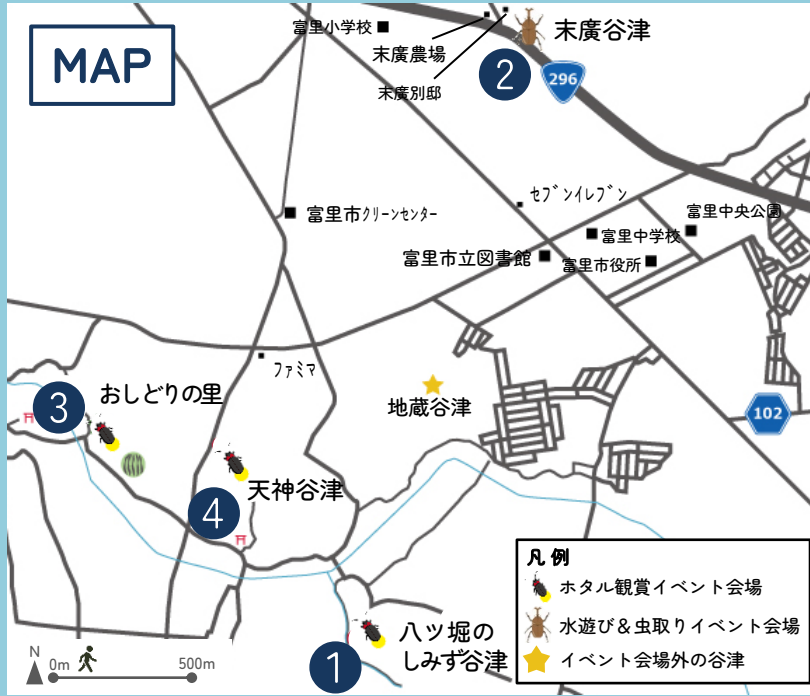 MAP
富里小学校
末廣農場
末廣別邸
末廣谷津
2
296
セブンイレブン
富里市クリーンセンター
富里中央公園
富里中学校
富里市立図書館
富里市役所
ファミマ
おしどりの里
3
地蔵谷津
102
天神谷津
4
八ツ堀の
しみず谷津
1
凡例
ホタル観賞イベント会場
水遊び&虫取りイベント会場
イベント会場外の谷津
N
0m
500m